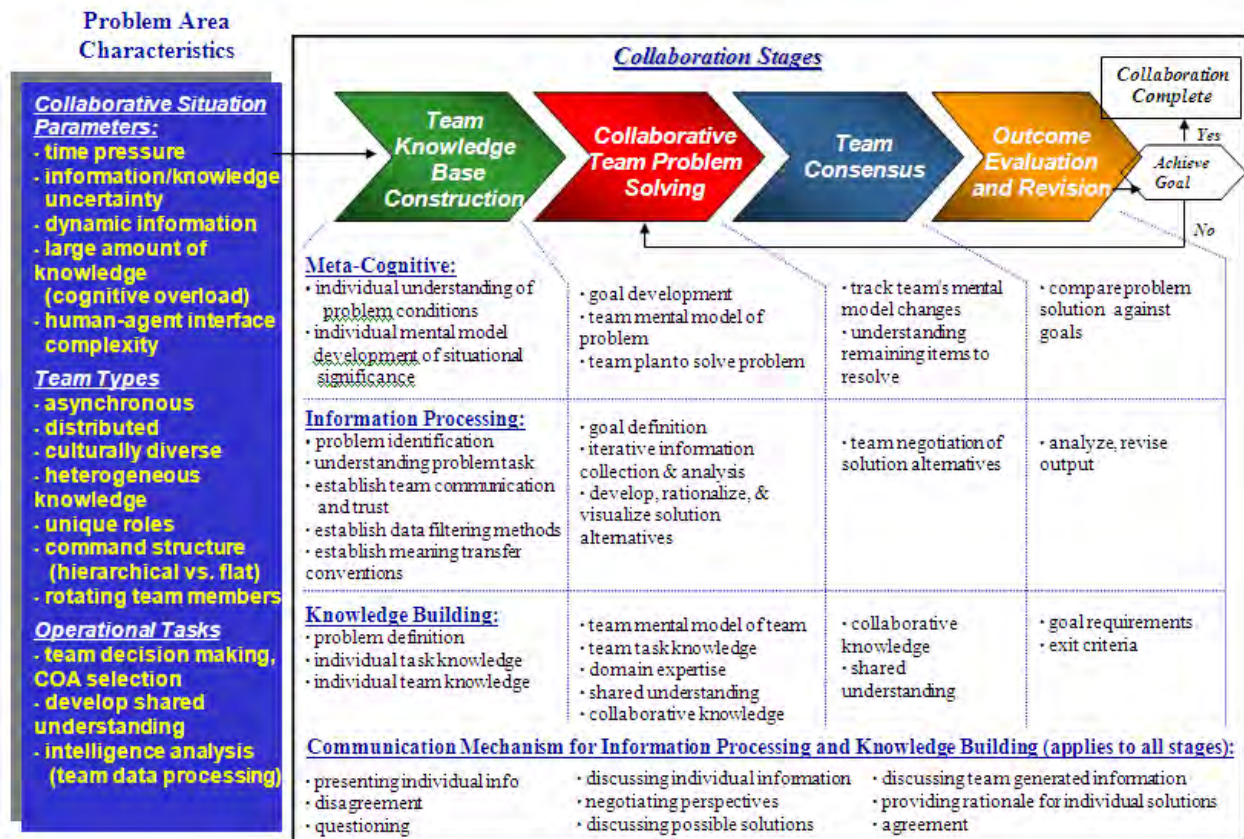 Problem Area
Characteristics
Collaborative Situation
Parameters:
- time pressure
- information/knowledge
uncertainty
- dynamic information
- large amount of
knowledge
(cognitive overload)
- human-agent interface
complexity
Team Types
- asynchronous
- distributed
- culturally diverse
- heterogeneous
knowledge
- unique roles
- command structure
(hierarchical vs. flat)
- rotating team members
Operational Tasks
- team decision making,
COA selection
- develop shared
understanding
- intelligence analysis
(team data processing)
Collaboration Stages
Team
Knowledge
Base
Construction
Collaborative
Team Problem
Solving
Team
Consensus
Outcome
Evaluation
and Revision
Collaboration
Complete
Yes
Achieve
Goal
No
Meta-Cognitive:
· individual understanding of
problem conditions
· individual mental model
development of situational
significance
· goal development
· team mental model of
problem
· team plan to solve problem
· track team's mental
model changes
· understanding
remaining items to
resolve
· compare problem
solution against
goals
Information Processing:
· problem identification
· understanding problem task
· establish team communication
and trust
· establish data filtering methods
· establish meaning transfer
conventions
· goal definition
· iterative information
collection & analysis
· develop, rationalize, &
visualize solution
alternatives
· team negotiation of
solution alternatives
· analyze, revise
output
Knowledge Building:
· problem definition
· individual task knowledge
· individual team knowledge
· team mental model of team
· team task knowledge
· domain expertise
· shared understanding
· collaborative knowledge
· collaborative
knowledge
· shared
understanding
· goal requirements
· exit criteria
Communication Mechanism for Information Processing and Knowledge Building (applies to all stages):
· presenting individual info
· disagreement
· questioning
· discussing individual information
· negotiating perspectives
· discussing possible solutions
· discussing team generated information
· providing rationale for individual solutions
· agreement